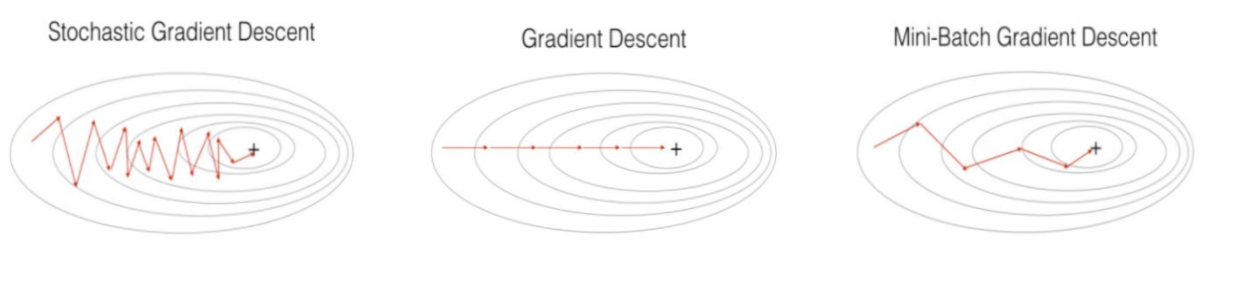 Stochastic Gradient Descent
Gradient Descent
Mini-Batch Gradient Descent